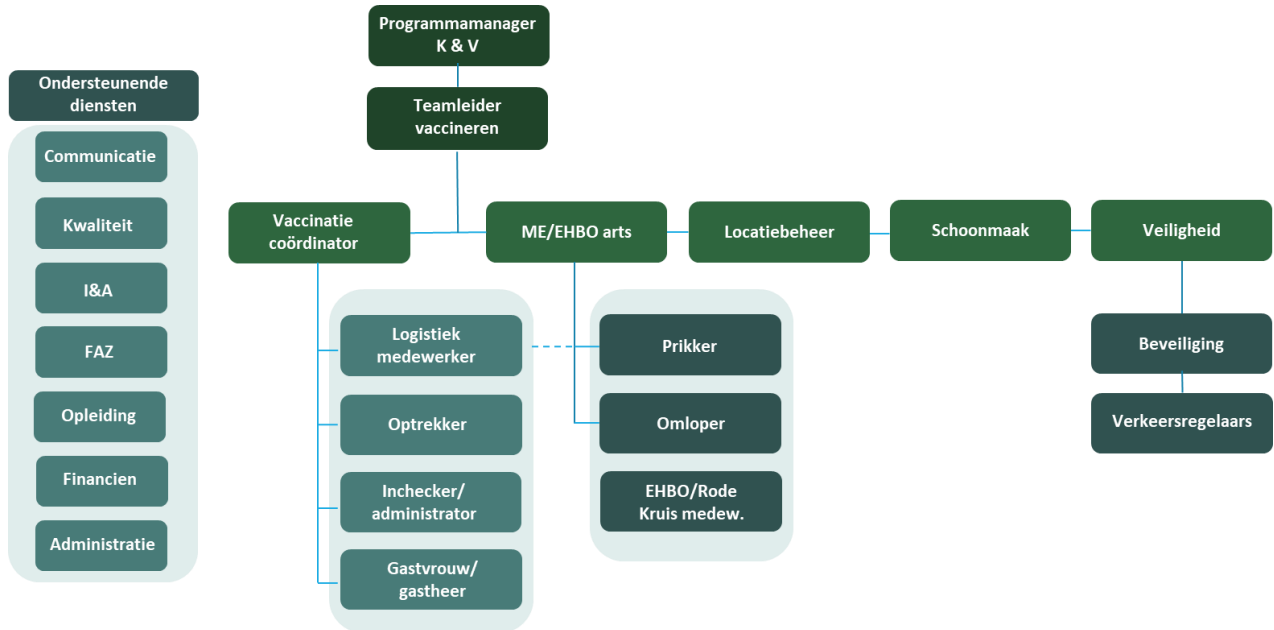 Programmamanager
K & V
Teamleider
vaccineren
Ondersteunende
diensten
Communicatie
Kwaliteit
I&A
FAZ
Opleiding
Financien
Administratie
Vaccinatie
coördinator
ME/EHBO arts
Locatiebeheer
Schoonmaak
Veiligheid
Logistiek
medewerker
Optrekker
Inchecker/
administrator
Gastvrouw/
gastheer
Prikker
Omloper
EHBO/Rode
Kruis medew.
Beveiliging
Verkeersregelaars